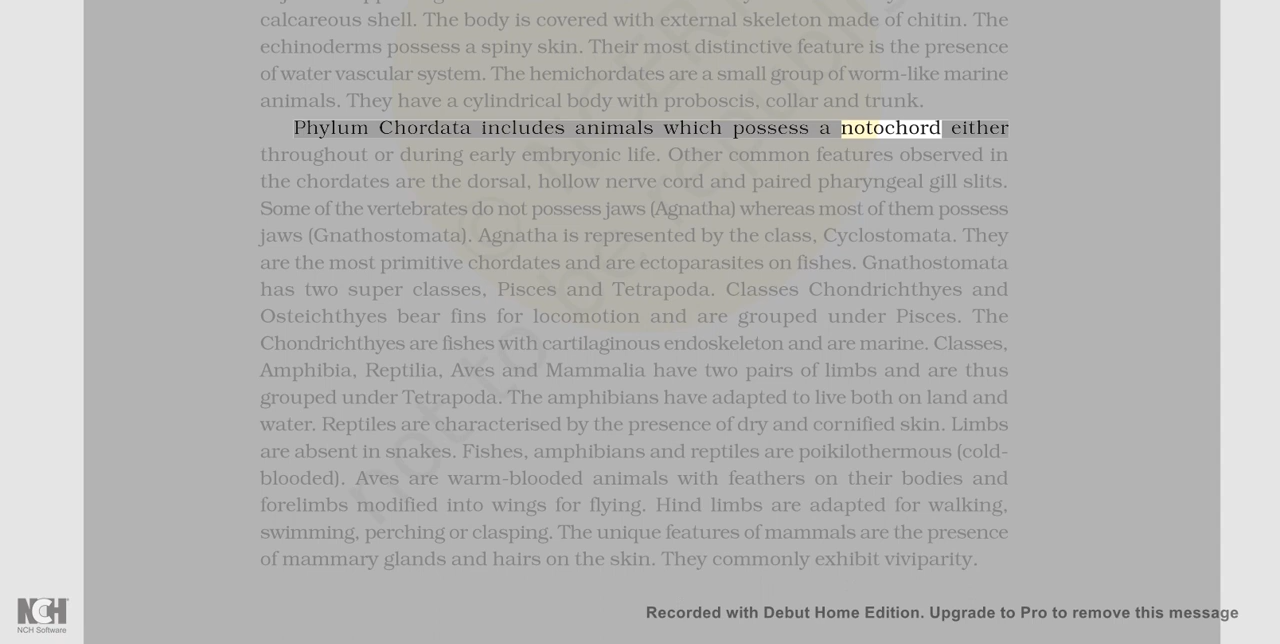 calcareous shell. The body is covered with external skeleton made of chitin. The
echinoderms possess a spiny skin. Their most distinctive feature is the presence
of water vascular system. The hemichordates are a small group of worm-like marine
animals. They have a cylindrical body with proboscis, collar and trunk.
Phylum Chordata includes animals which possess a notochord either
throughout or during early embryonic life. Other common features observed in
the chordates are the dorsal, hollow nerve cord and paired pharyngeal gill slits.
Some of the vertebrates do not possess jaws (Agnatha) whereas most of them possess
jaws (Gnathostomata). Agnatha is represented by the class, Cyclostomata. They
are the most primitive chordates and are ectoparasites on fishes. Gnathostomata
has two super classes, Pisces and Tetrapoda. Classes Chondrichthyes and
Osteichthyes bear fins for locomotion and are grouped under Pisces. The
Chondrichthyes are fishes with cartilaginous endoskeleton and are marine. Classes,
Amphibia, Reptilia, Aves and Mammalia have two pairs of limbs and are thus
grouped under Tetrapoda. The amphibians have adapted to live both on land and
water. Reptiles are characterised by the presence of dry and cornified skin. Limbs
are absent in snakes. Fishes, amphibians and reptiles are poikilothermous (cold-
blooded). Aves are warm-blooded animals with feathers on their bodies and
forelimbs modified into wings for flying. Hind limbs are adapted for walking,
swimming, perching or clasping. The unique features of mammals are the presence
of mammary glands and hairs on the skin. They commonly exhibit viviparity.
not to be republis
NCH
NCH Software
Recorded with Debut Home Edition. Upgrade to Pro to remove this message